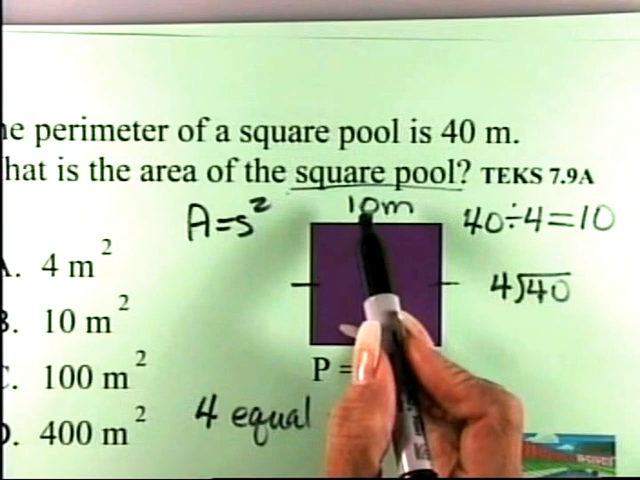 he perimeter of a square pool is 40 m.
hat is the area of the square pool? TEKS 7.9A
A=s²
10m
40÷4=10
A. 4 m²
4⟌40
B. 10 m²
C. 100 m²
P =
D. 400 m²
4 equal